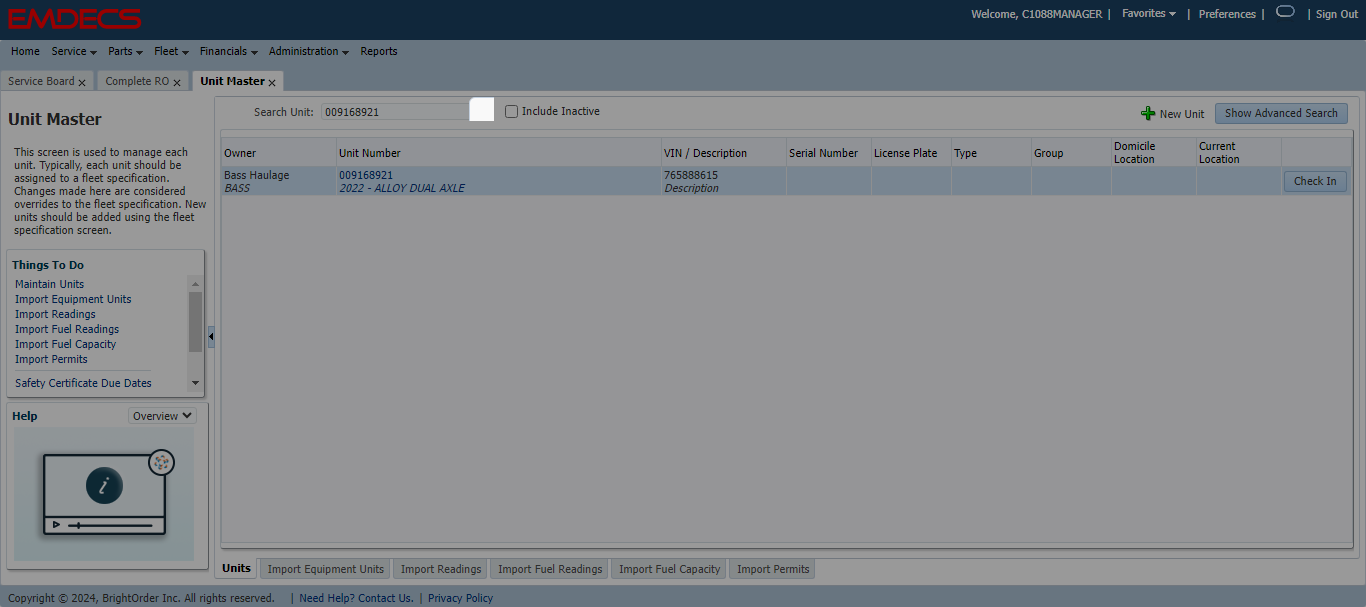 EMDECS
Welcome, C1088MANAGER | Favorites | Preferences | | Sign Out
Home Service Parts Fleet Financials Administration Reports
Service Board x Complete RO x Unit Master x
Unit Master
This screen is used to manage each
unit. Typically, each unit should be
assigned to a fleet specification.
Changes made here are considered
overrides to the fleet specification. New
units should be added using the fleet
specification screen.
Things To Do
Maintain Units
Import Equipment Units
Import Readings
Import Fuel Readings
Import Fuel Capacity
Import Permits
Safety Certificate Due Dates
Help Overview
i
Search Unit: 009168921 Include Inactive New Unit Show Advanced Search
Owner Unit Number VIN / Description Serial Number License Plate Type Group Domicile Location Current Location
Bass Haulage 009168921 765888615 Check In
BASS 2022 - ALLOY DUAL AXLE Description
Units Import Equipment Units Import Readings Import Fuel Readings Import Fuel Capacity Import Permits
Copyright © 2024, BrightOrder Inc. All rights reserved. | Need Help? Contact Us. | Privacy Policy